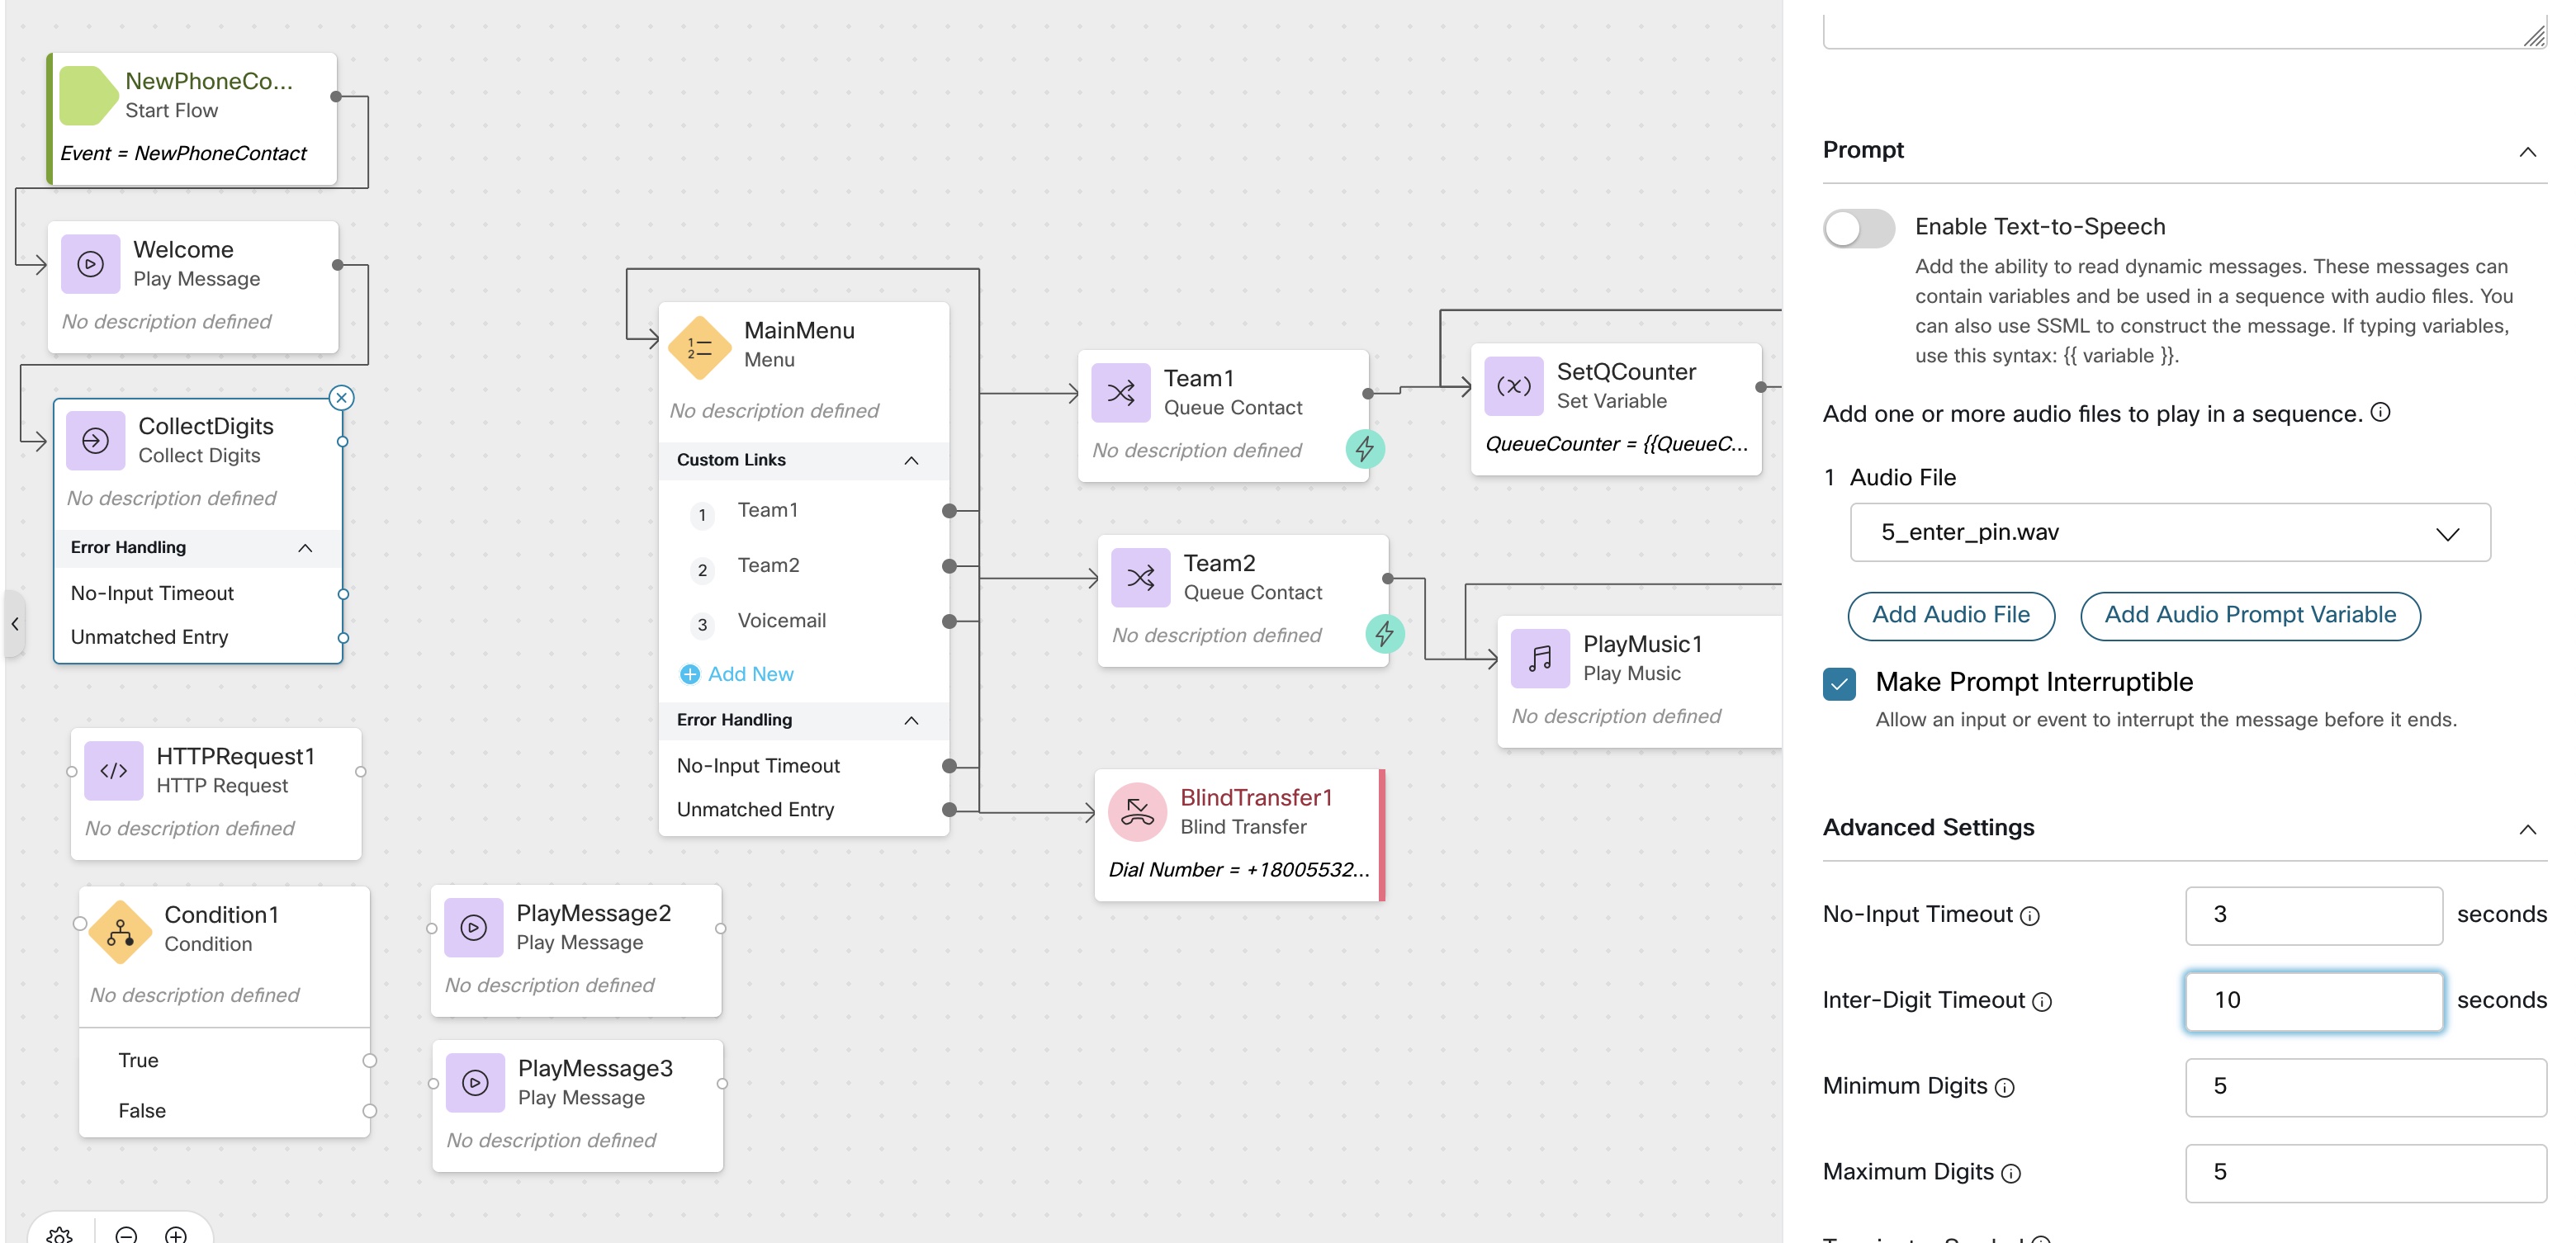 NewPhoneCo...
Start Flow
Event = NewPhoneContact
Welcome
Play Message
No description defined
CollectDigits
Collect Digits
No description defined
Error Handling
No-Input Timeout
Unmatched Entry
HTTPRequest1
HTTP Request
No description defined
Condition1
Condition
No description defined
True
False
PlayMessage2
Play Message
No description defined
PlayMessage3
Play Message
No description defined
MainMenu
Menu
No description defined
Custom Links
1 Team1
2 Team2
3 Voicemail
Add New
Error Handling
No-Input Timeout
Unmatched Entry
Team1
Queue Contact
No description defined
Team2
Queue Contact
No description defined
BlindTransfer1
Blind Transfer
Dial Number = +18005532...
SetQCounter
Set Variable
QueueCounter = {{QueueC...
PlayMusic1
Play Music
No description defined
Prompt
Enable Text-to-Speech
Add the ability to read dynamic messages. These messages can
contain variables and be used in a sequence with audio files. You
can also use SSML to construct the message. If typing variables,
use this syntax: {{ variable }}.
Add one or more audio files to play in a sequence.
1 Audio File
5_enter_pin.wav
Add Audio File
Add Audio Prompt Variable
Make Prompt Interruptible
Allow an input or event to interrupt the message before it ends.
Advanced Settings
No-Input Timeout 3 seconds
Inter-Digit Timeout 10 seconds
Minimum Digits 5
Maximum Digits 5